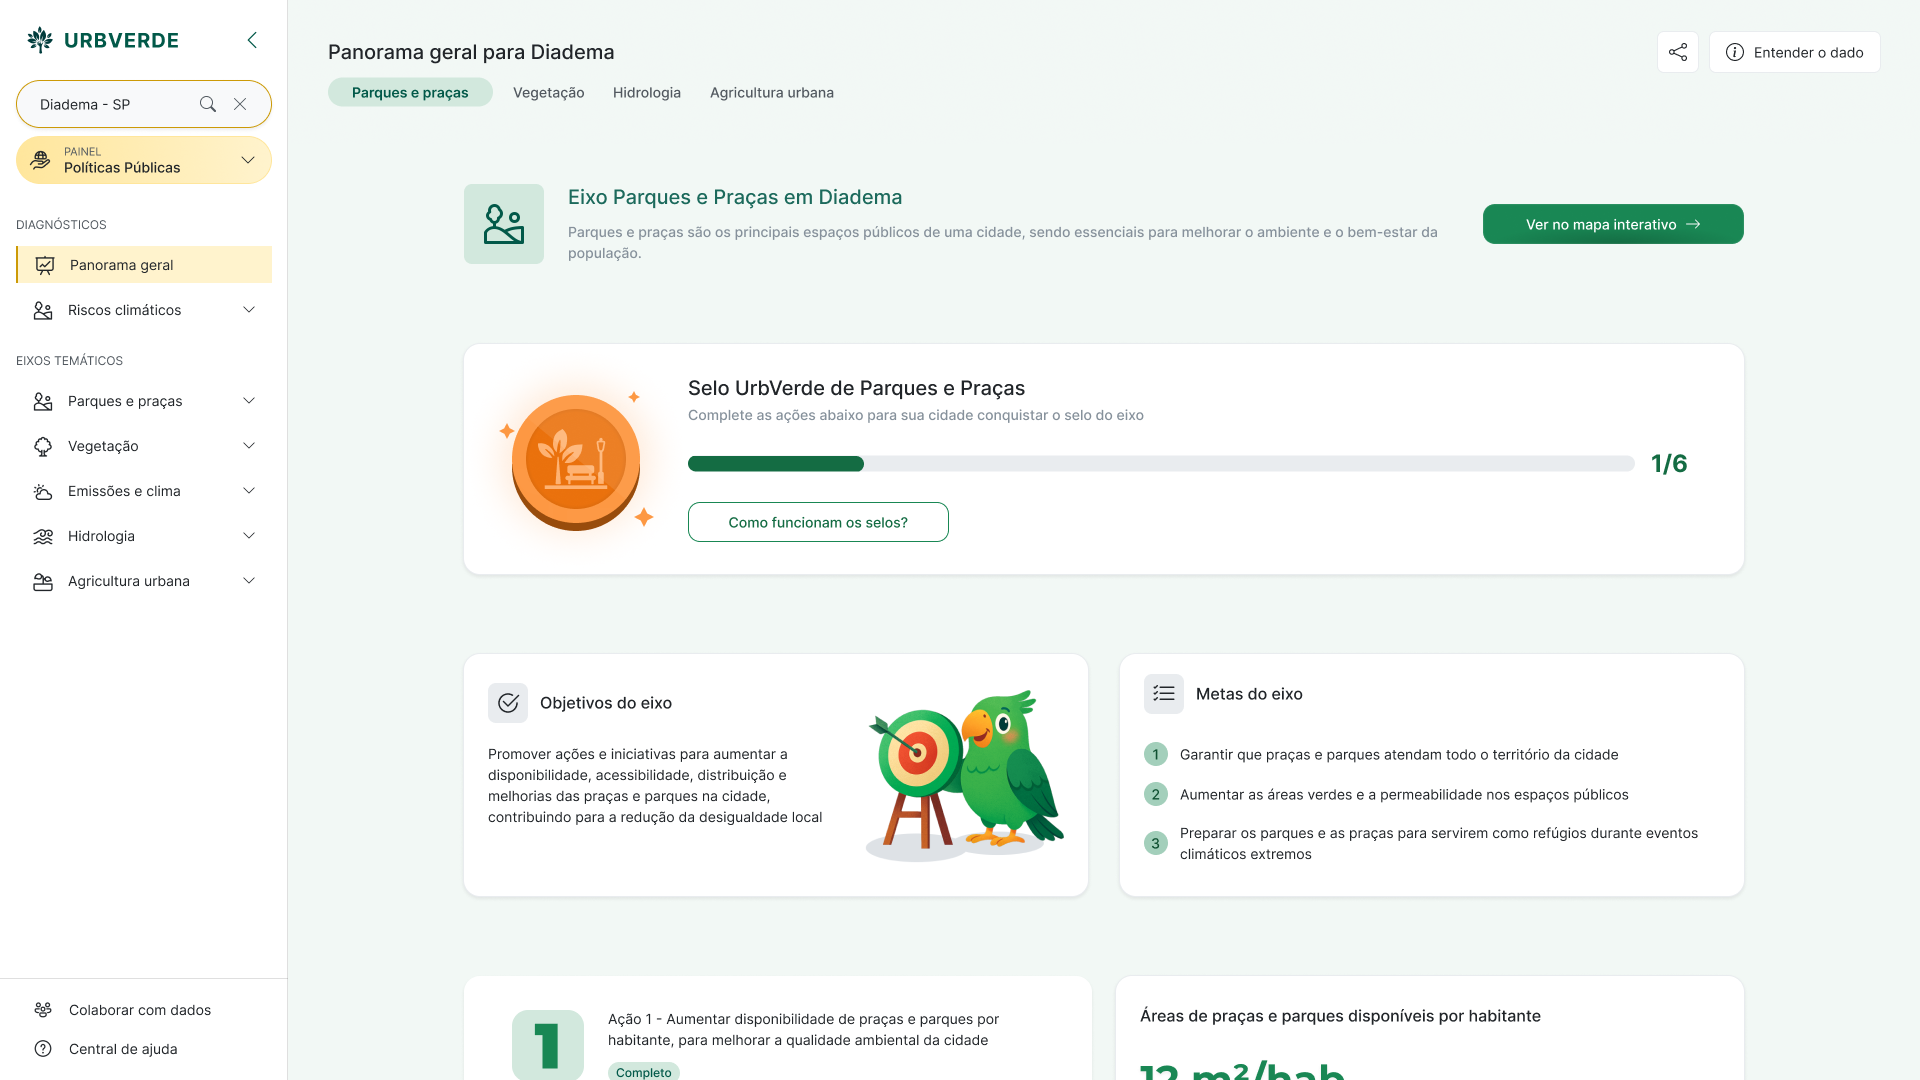 URBVERDE
Diadema - SP
PAINEL
Políticas Públicas
DIAGNÓSTICOS
Panorama geral
Riscos climáticos
EIXOS TEMÁTICOS
Parques e praças
Vegetação
Emissões e clima
Hidrologia
Agricultura urbana
Colaborar com dados
Central de ajuda
Panorama geral para Diadema
Entender o dado
Parques e praças Vegetação Hidrologia Agricultura urbana
Eixo Parques e Praças em Diadema
Parques e praças são os principais espaços públicos de uma cidade, sendo essenciais para melhorar o ambiente e o bem-estar da
população.
Ver no mapa interativo
Selo UrbVerde de Parques e Praças
Complete as ações abaixo para sua cidade conquistar o selo do eixo
1/6
Como funcionam os selos?
Objetivos do eixo
Promover ações e iniciativas para aumentar a
disponibilidade, acessibilidade, distribuição e
melhorias das praças e parques na cidade,
contribuindo para a redução da desigualdade local
Metas do eixo
1 Garantir que praças e parques atendam todo o território da cidade
2 Aumentar as áreas verdes e a permeabilidade nos espaços públicos
3 Preparar os parques e as praças para servirem como refúgios durante eventos
climáticos extremos
1
Ação 1 - Aumentar disponibilidade de praças e parques por
habitante, para melhorar a qualidade ambiental da cidade
Completo
Áreas de praças e parques disponíveis por habitante
12 m²/hab